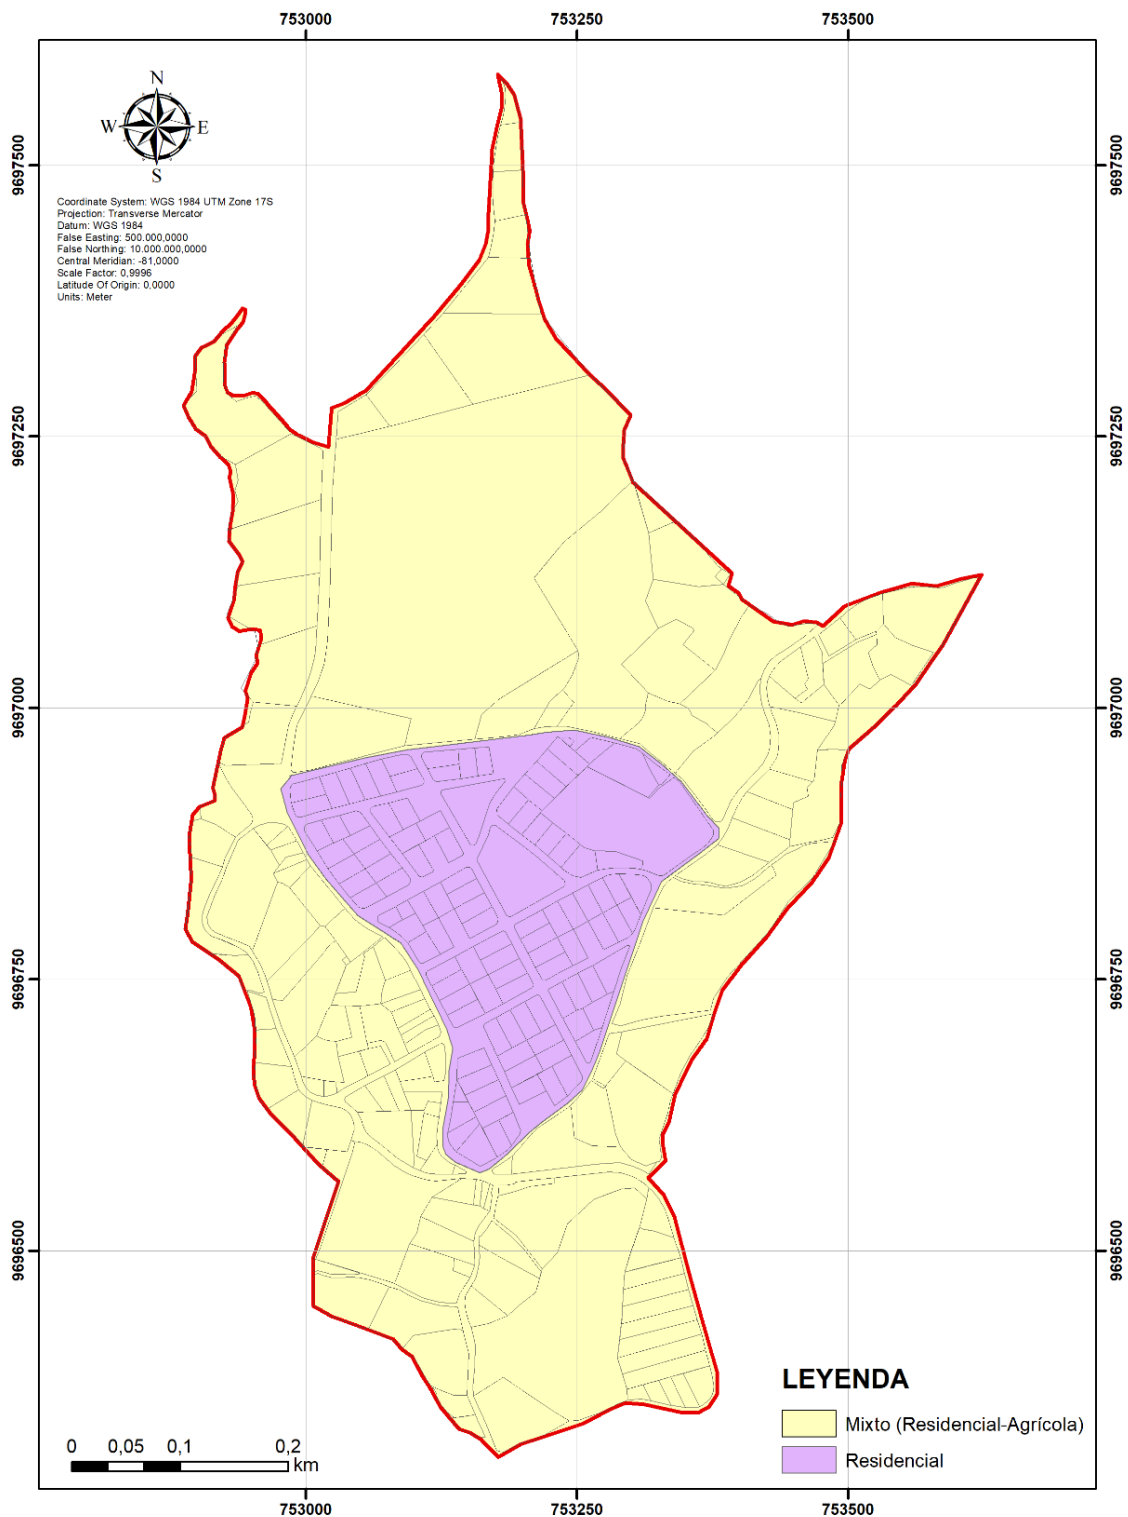 753000 753250 753500
N
W E
S
Coordinate System: WGS 1984 UTM Zone 17S
Projection: Transverse Mercator
Datum: WGS 1984
False Easting: 500.000,0000
False Northing: 10.000.000,0000
Central Meridian: -81,0000
Scale Factor: 0,9996
Latitude Of Origin: 0,0000
Units: Meter
9697500 9697500
9697250 9697250
9697000 9697000
9696750 9696750
9696500 9696500
LEYENDA
Mixto (Residencial-Agrícola)
Residencial
0 0,05 0,1 0,2
km
753000 753250 753500